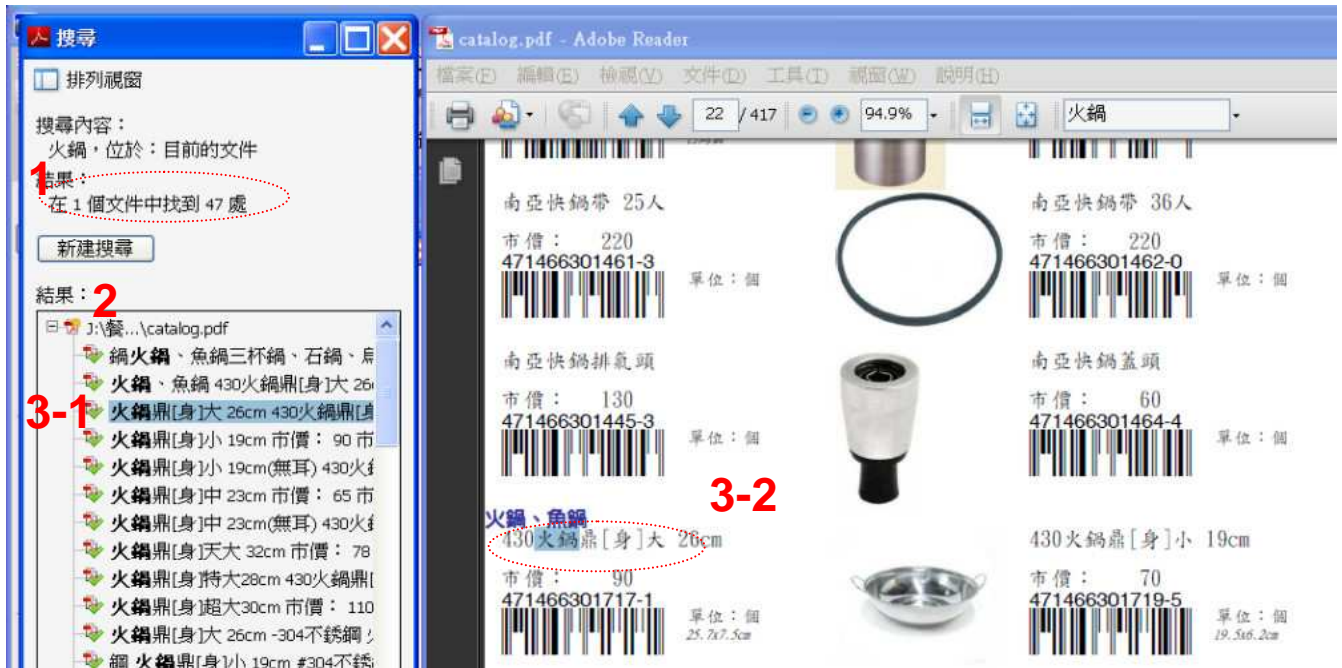 搜尋
排列視窗
搜尋內容：
火鍋，位於：目前的文件
1
結果：
在 1 個文件中找到 47 處
新建搜尋
結果：
2
J:\餐...\catalog.pdf
鍋火鍋、魚鍋三杯鍋、石鍋、
火鍋、魚鍋 430火鍋鼎[身]大 26
3-1
火鍋鼎[身]大 26cm 430火鍋鼎[身
火鍋鼎[身]小 19cm 市價： 90 市
火鍋鼎[身]小 19cm(無耳) 430火鍋
火鍋鼎[身]中 23cm 市價： 65 市
火鍋鼎[身]中 23cm(無耳) 430火鍋
火鍋鼎[身]天大 32cm 市價： 78
火鍋鼎[身]特大28cm 430火鍋鼎[
火鍋鼎[身]超大30cm 市價： 110
火鍋鼎[身]大 26cm -304不銹鋼
鋼 火鍋鼎[身]小 19cm #304不銹
catalog.pdf - Adobe Reader
檔案(F) 編輯(E) 檢視(V) 文件(D) 工具(T) 視窗(W) 說明(H)
22 / 417 94.9% 火鍋
南亞快鍋帶 25人
市價： 220
471466301461-3
單位：個
南亞快鍋帶 36人
市價： 220
471466301462-0
單位：個
南亞快鍋排氣頭
市價： 130
471466301445-3
單位：個
南亞快鍋蓋頭
市價： 60
471466301464-4
單位：個
3-2
火鍋、魚鍋
430火鍋鼎[身]大 26cm
市價： 90
471466301717-1
單位：個
25.7x7.5cm
430火鍋鼎[身]小 19cm
市價： 70
471466301719-5
單位：個
19.5x6.2cm